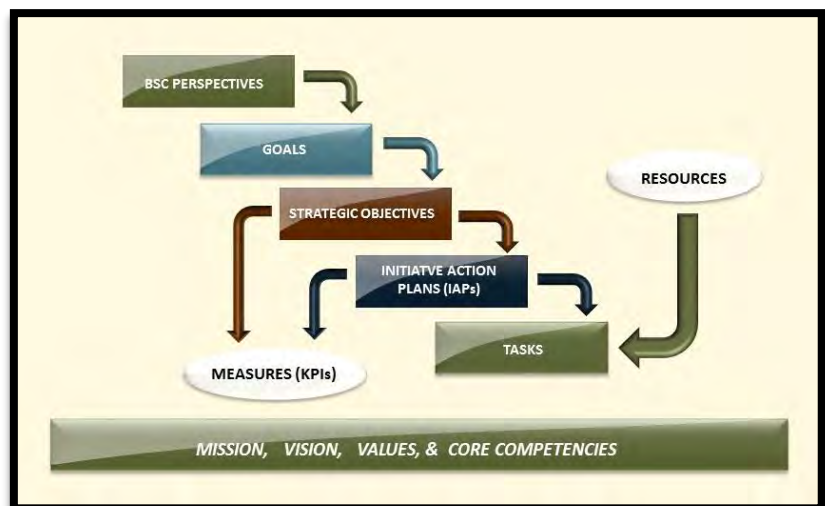 BSC PERSPECTIVES
GOALS
RESOURCES
STRATEGIC OBJECTIVES
INITIATVE ACTION
PLANS (IAPs)
TASKS
MEASURES (KPIs)
MISSION, VISION, VALUES, & CORE COMPETENCIES